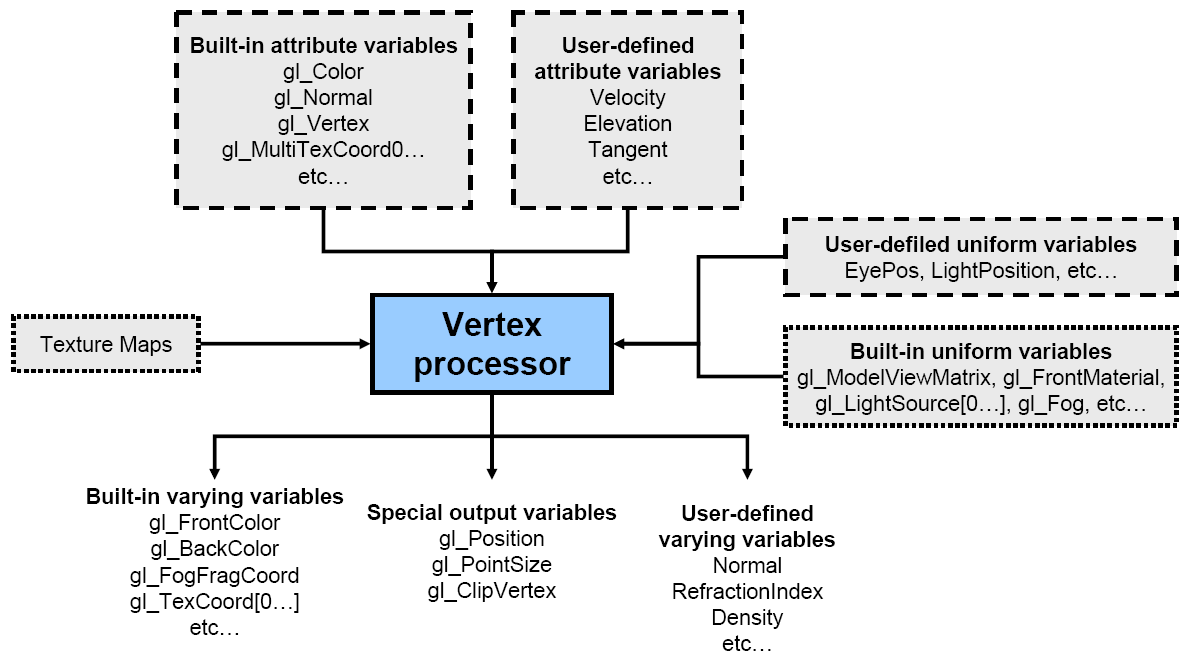 Built-in attribute variables
gl_Color
gl_Normal
gl_Vertex
gl_MultiTexCoord0…
etc…
User-defined
attribute variables
Velocity
Elevation
Tangent
etc…
User-defiled uniform variables
EyePos, LightPosition, etc…
Texture Maps
Vertex
processor
Built-in uniform variables
gl_ModelViewMatrix, gl_FrontMaterial,
gl_LightSource[0…], gl_Fog, etc…
Built-in varying variables
gl_FrontColor
gl_BackColor
gl_FogFragCoord
gl_TexCoord[0…]
etc…
Special output variables
gl_Position
gl_PointSize
gl_ClipVertex
User-defined
varying variables
Normal
RefractionIndex
Density
etc…